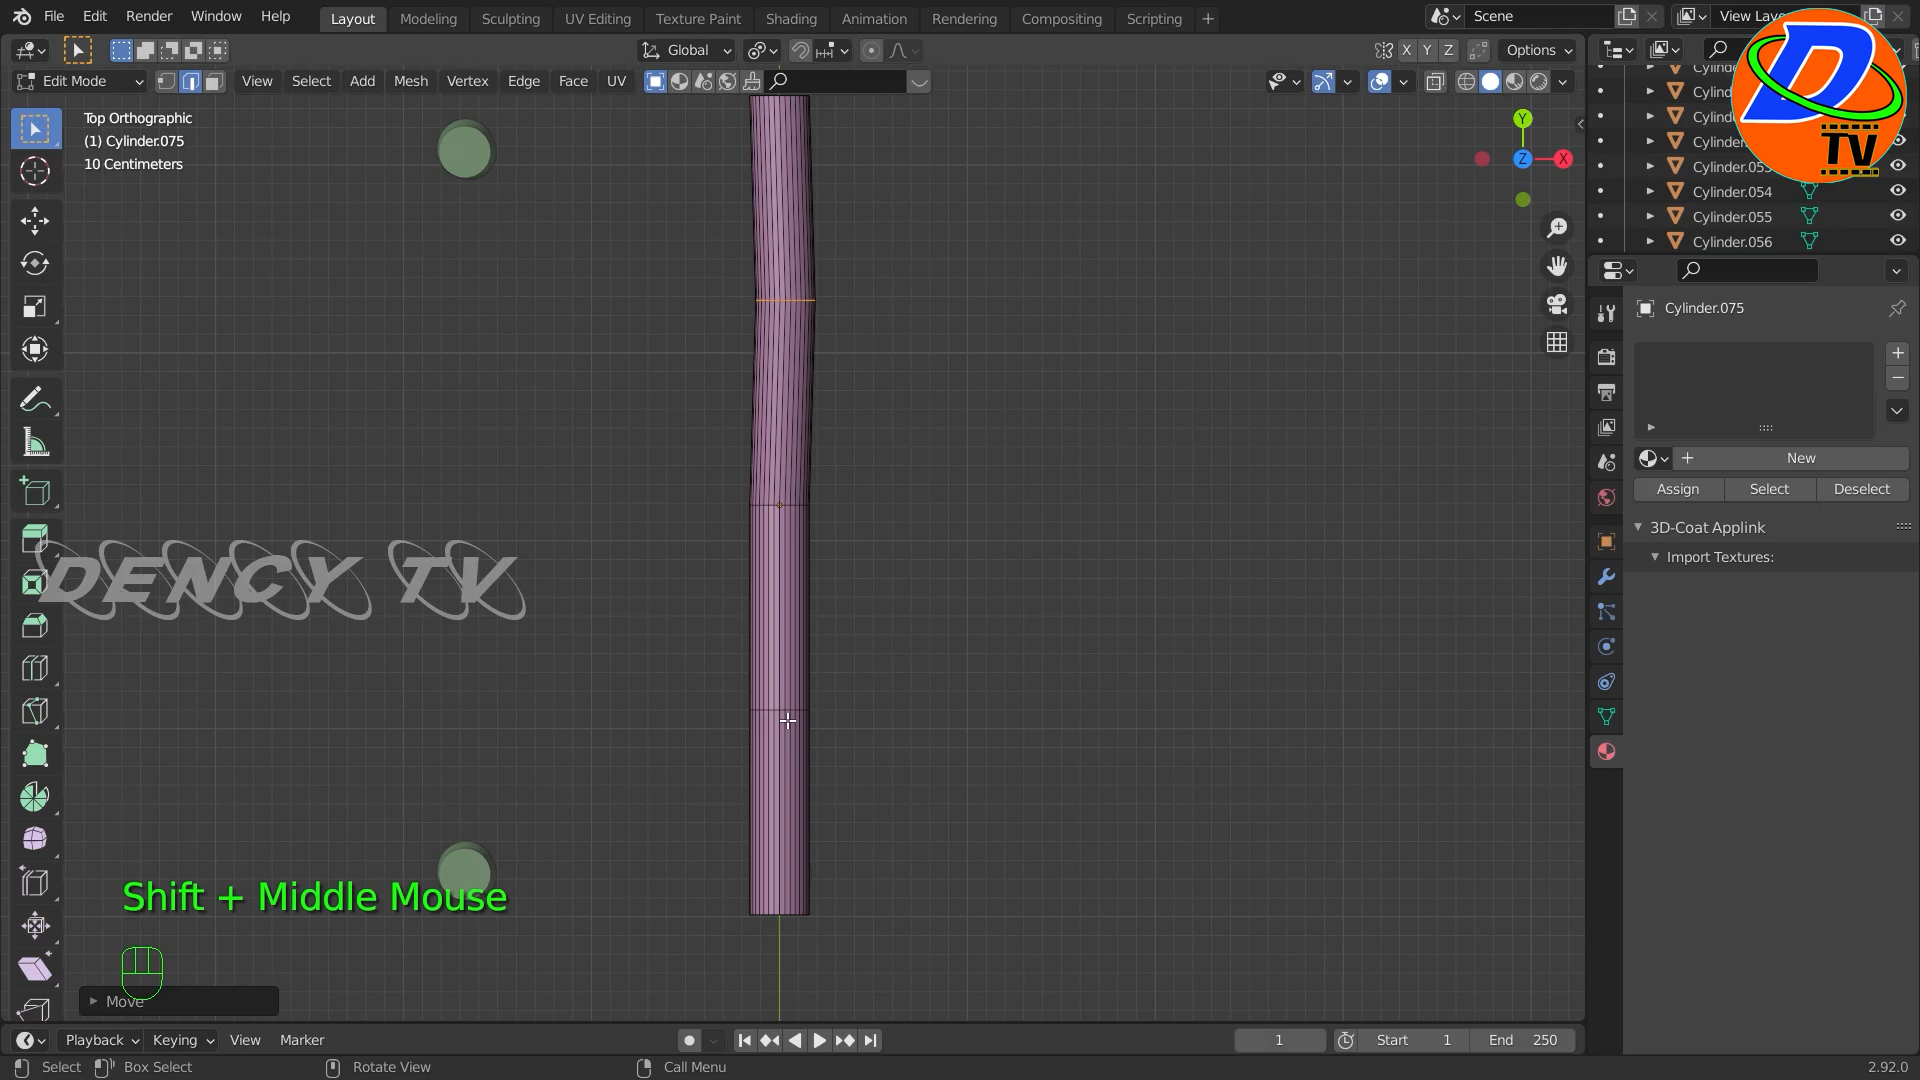 File Edit Render Window Help Layout Modeling Sculpting UV Editing Texture Paint Shading Animation Rendering Compositing Scripting + Scene View Laye
Global X Y Z Options
Edit Mode View Select Add Mesh Vertex Edge Face UV
Top Orthographic
(1) Cylinder.075
10 Centimeters
Y
Z
X
D
TV
Cylinder.054
Cylinder.055
Cylinder.056
Cylinder.075
New
Assign Select Deselect
3D-Coat Applink
Import Textures:
DENCY TV
Shift + Middle Mouse
Move
Playback Keying View Marker 1 Start 1 End 250
Select Box Select Rotate View Call Menu 2.92.0